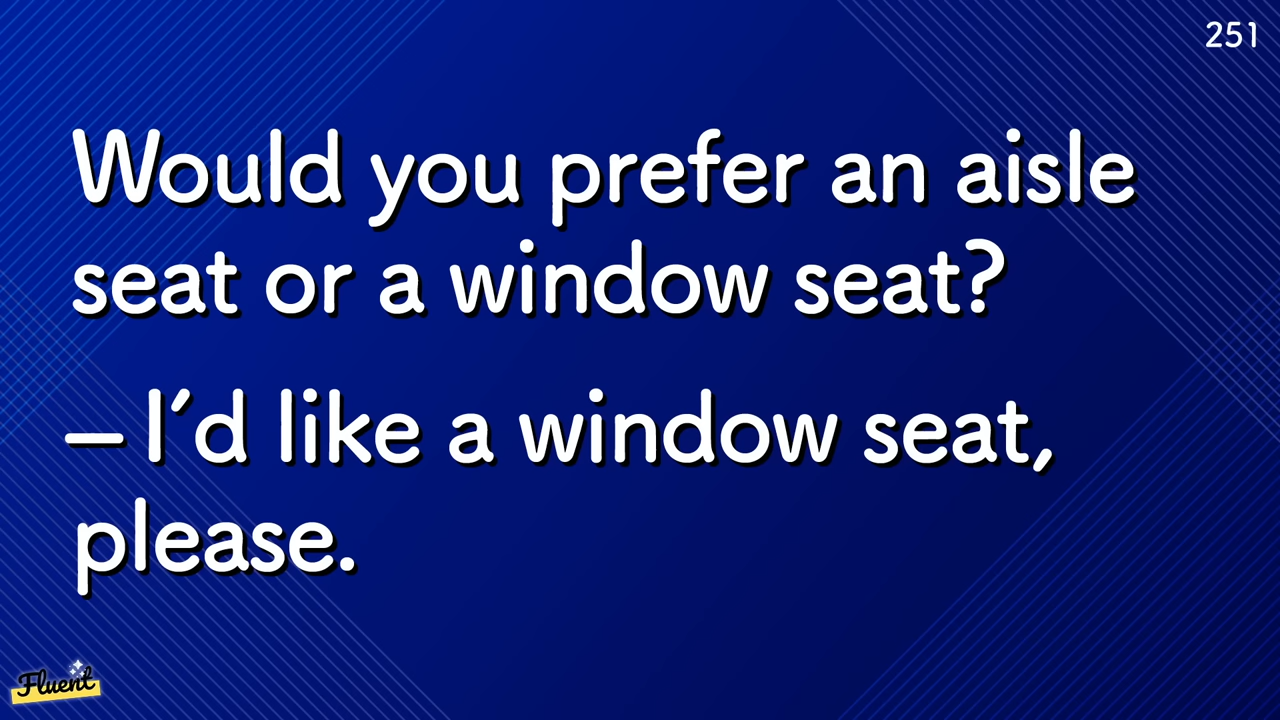 251
Would you prefer an aisle
seat or a window seat?
– I´d like a window seat,
please.
Fluent